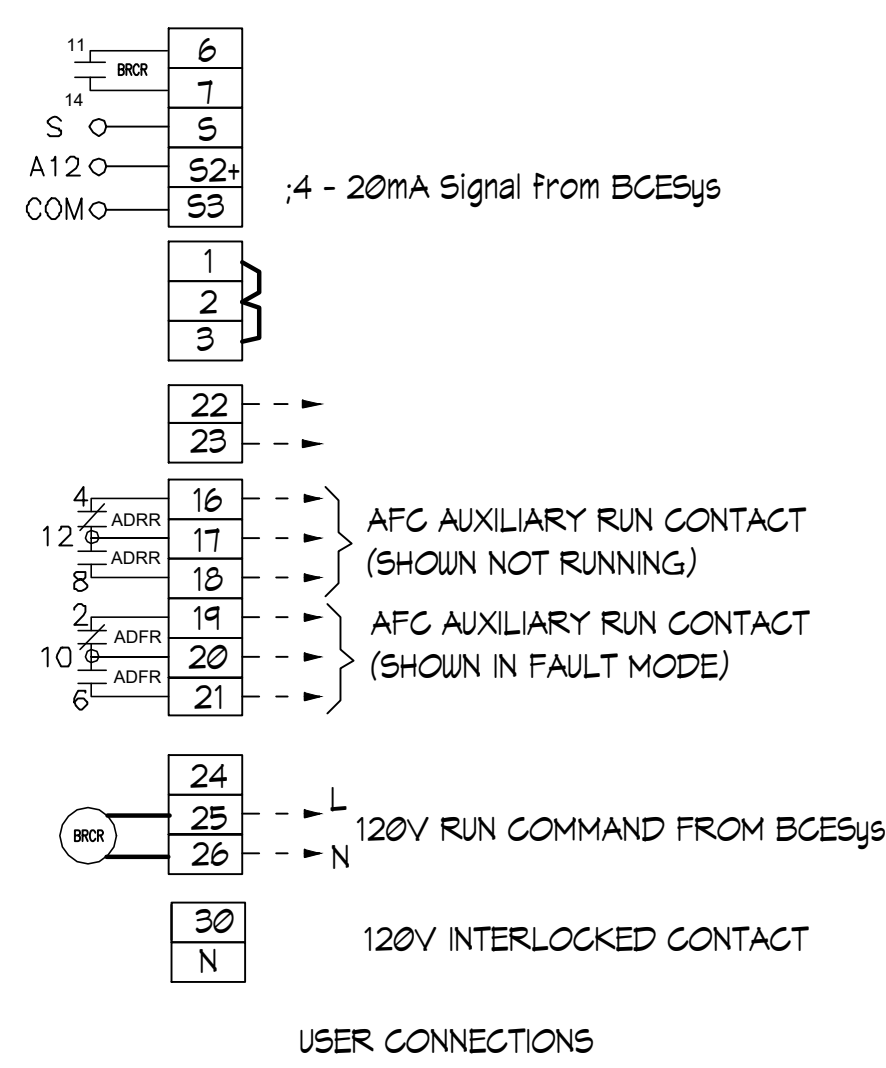 11
6
BRCR
7
14
S
S
A12
S2+
;4 - 20mA Signal from BCESys
COM
S3
1
2
3
22
23
4
16
ADRR
12
17
ADRR
8
18
AFC AUXILIARY RUN CONTACT
(SHOWN NOT RUNNING)
2
19
ADFR
10
20
ADFR
6
21
AFC AUXILIARY RUN CONTACT
(SHOWN IN FAULT MODE)
24
BRCR
25
L
26
N
120V RUN COMMAND FROM BCESys
30
N
120V INTERLOCKED CONTACT
USER CONNECTIONS